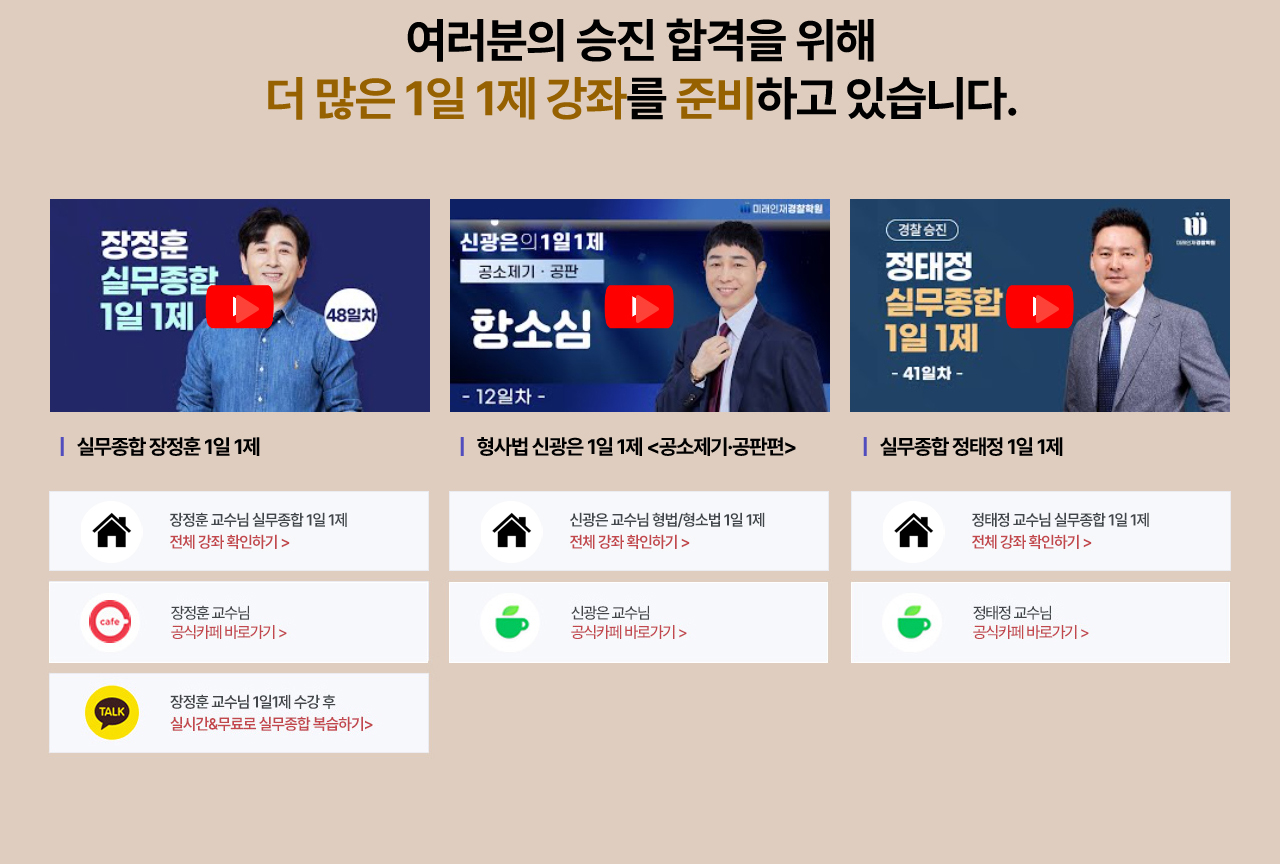 여러분의 승진 합격을 위해
더 많은 1일 1제 강좌를 준비하고 있습니다.
장정훈
실무종합
1일 1제
48일차
미래인재경찰학원
신광은의1일1제
공소제기 · 공판
항소심
- 12일차 -
경찰 승진
미래인재경찰학원
정태정
실무종합
1일 1제
- 41일차 -
실무종합 장정훈 1일 1제
형사법 신광은 1일 1제 <공소제기·공판편>
실무종합 정태정 1일 1제
장정훈 교수님 실무종합 1일 1제
전체 강좌 확인하기 >
신광은 교수님 형법/형소법 1일 1제
전체 강좌 확인하기 >
정태정 교수님 실무종합 1일 1제
전체 강좌 확인하기 >
cafe
장정훈 교수님
공식카페 바로가기 >
신광은 교수님
공식카페 바로가기 >
정태정 교수님
공식카페 바로가기 >
TALK
장정훈 교수님 1일1제 수강 후
실시간&무료로 실무종합 복습하기>